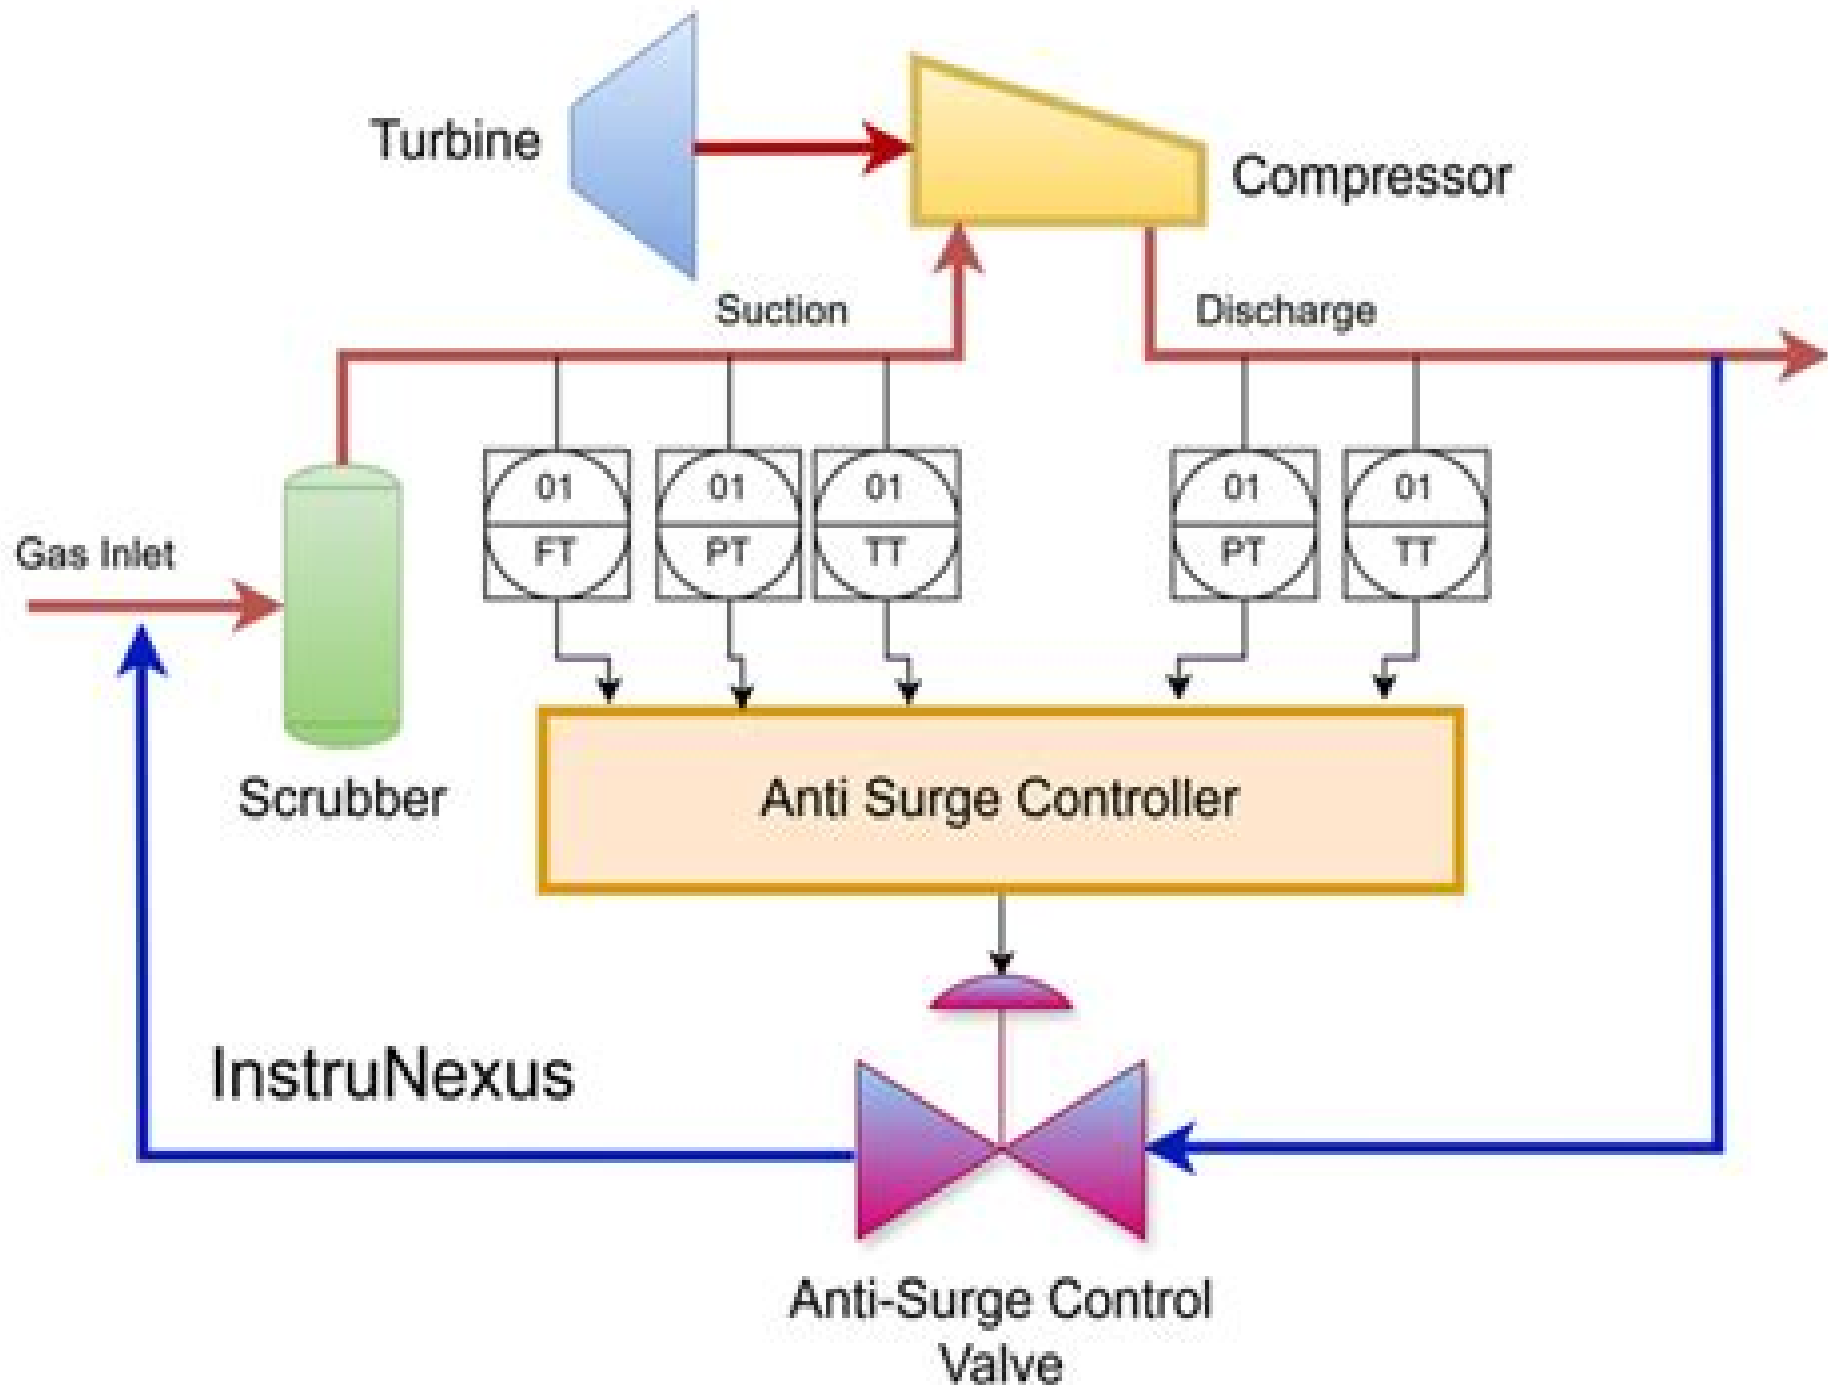 Turbine
Compressor
Suction
Discharge
01
FT
01
PT
01
TT
01
PT
01
TT
Gas Inlet
Anti Surge Controller
Scrubber
InstruNexus
Anti-Surge Control
Valve